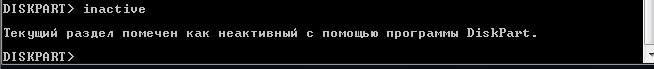 DISKPART> inactive
Текущий раздел помечен как неактивный с помощью программы DiskPart.
DISKPART>